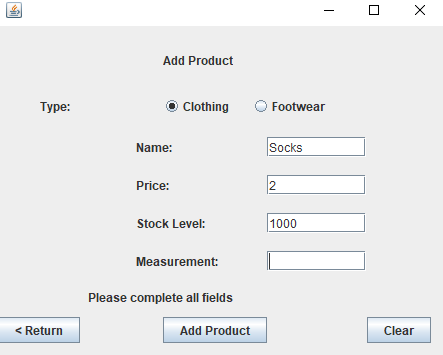 Add Product
Type: Clothing Footwear
Name: Socks
Price: 2
Stock Level: 1000
Measurement:
Please complete all fields
< Return Add Product Clear